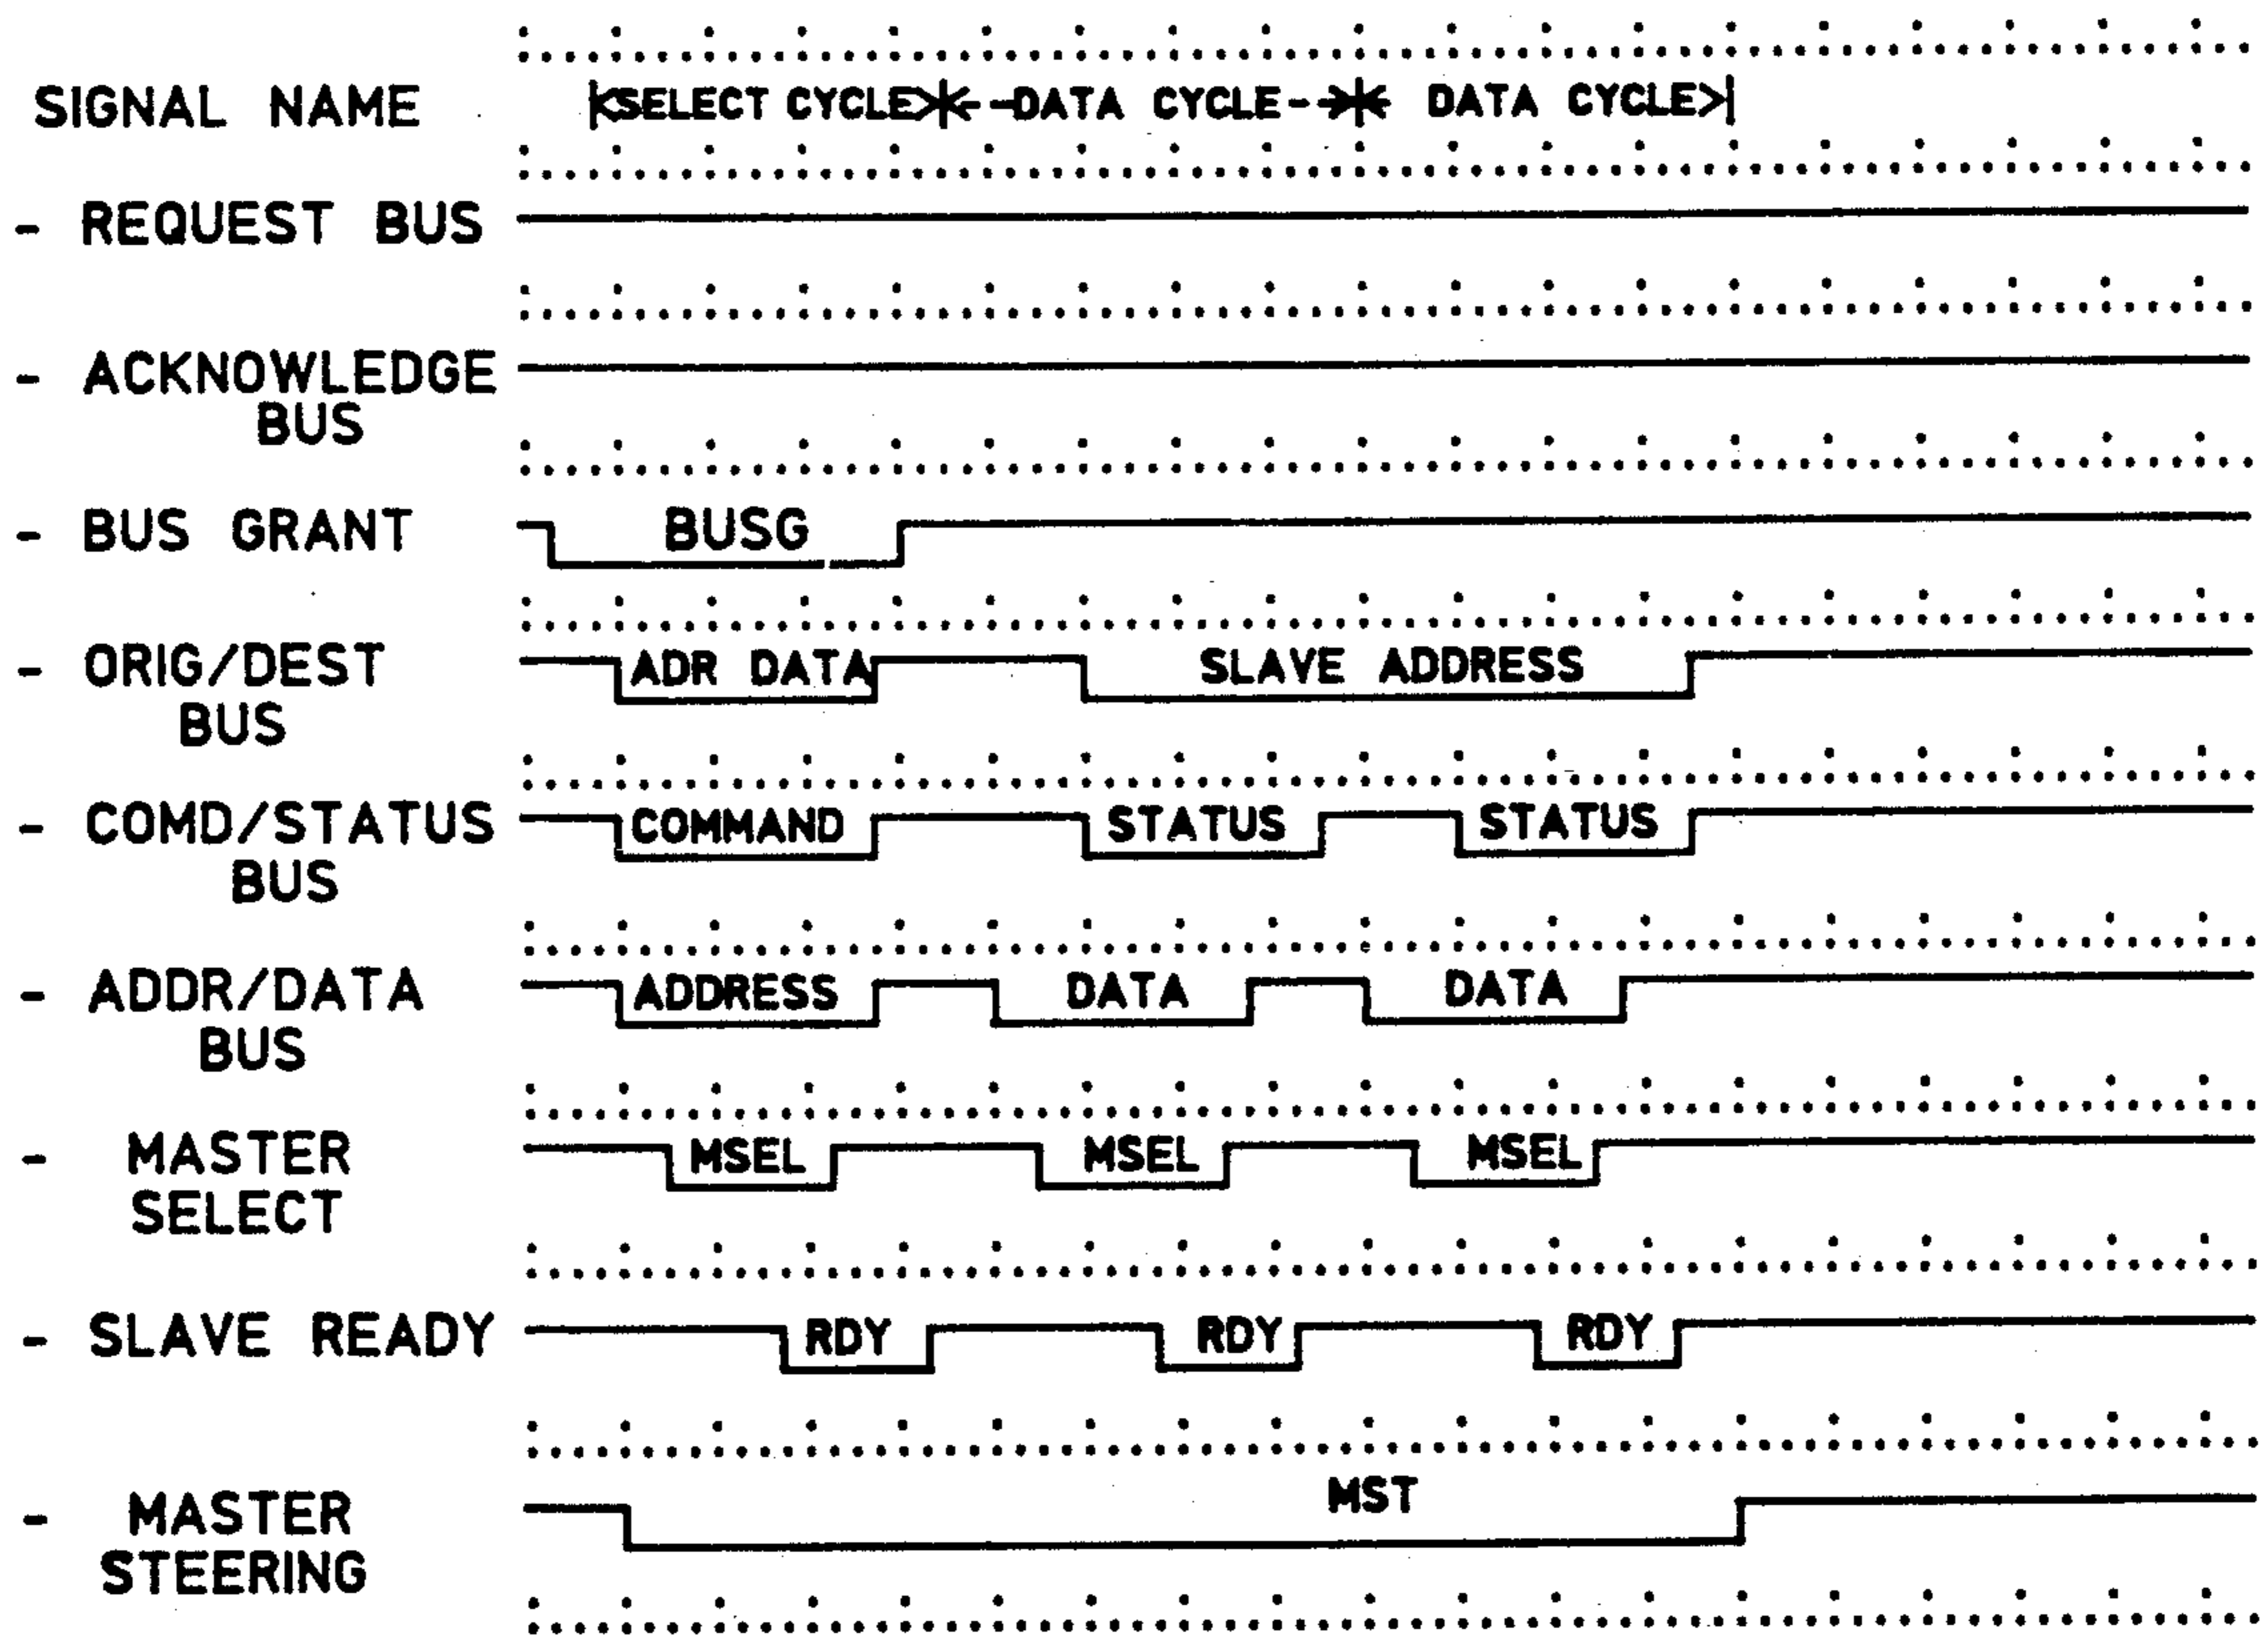 SIGNAL NAME |<SELECT CYCLE>|<--DATA CYCLE-->|< DATA CYCLE>|
- REQUEST BUS
- ACKNOWLEDGE
BUS
- BUS GRANT BUSG
- ORIG/DEST ADR DATA SLAVE ADDRESS
BUS
- COMD/STATUS COMMAND STATUS STATUS
BUS
- ADDR/DATA ADDRESS DATA DATA
BUS
- MASTER MSEL MSEL MSEL
SELECT
- SLAVE READY RDY RDY RDY
- MASTER MST
STEERING